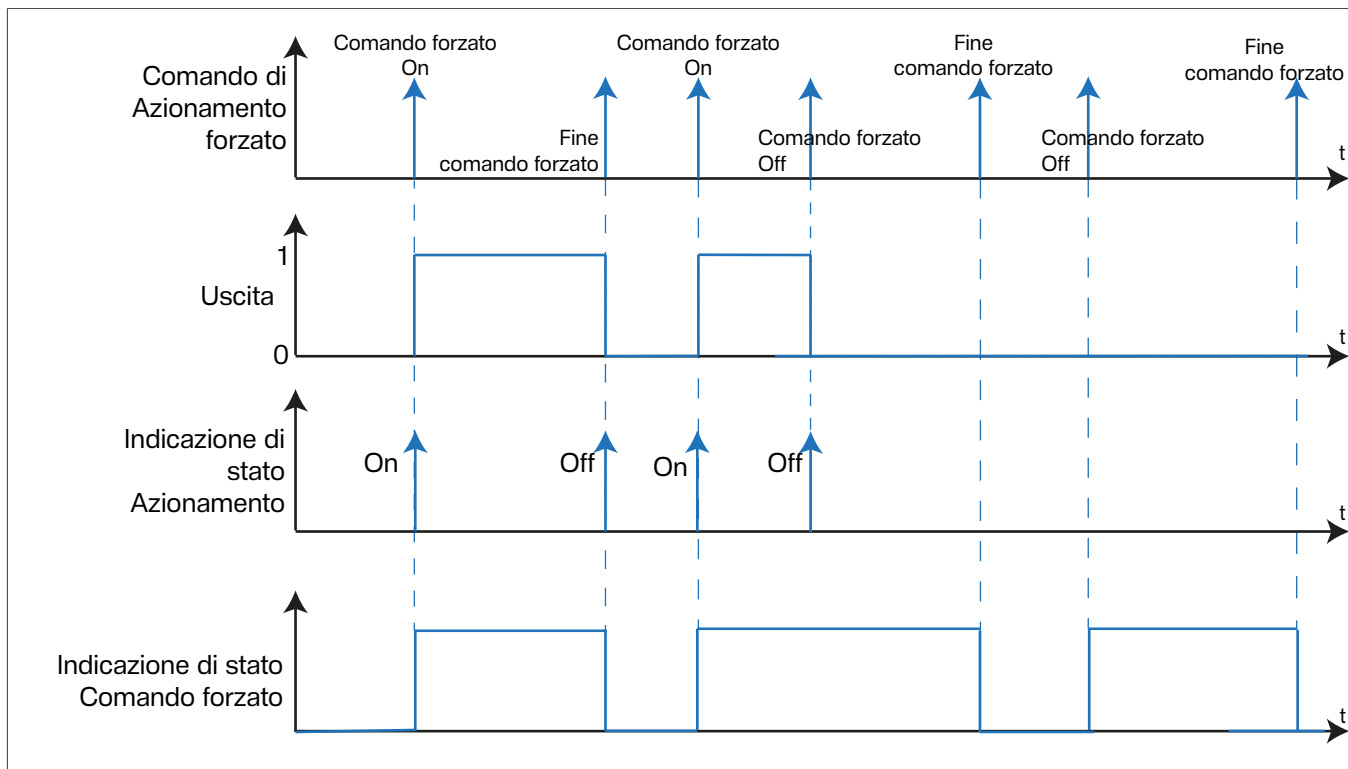 Comando forzato
On
Comando forzato
On
Fine
comando forzato
Fine
comando forzato
Comando di
Azionamento
forzato
Fine
comando forzato
Comando forzato
Off
Comando forzato
Off
t
1
Uscita
0
t
Indicazione di
stato
Azionamento
On
Off
On
Off
t
Indicazione di stato
Comando forzato
t